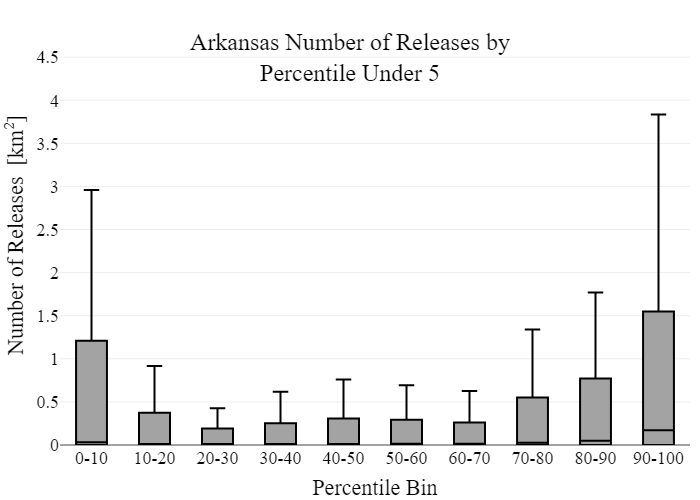 Arkansas Number of Releases by
Percentile Under 5
Number of Releases [km²]
4.5
4
3.5
3
2.5
2
1.5
1
0.5
0
0-10 10-20 20-30 30-40 40-50 50-60 60-70 70-80 80-90 90-100
Percentile Bin